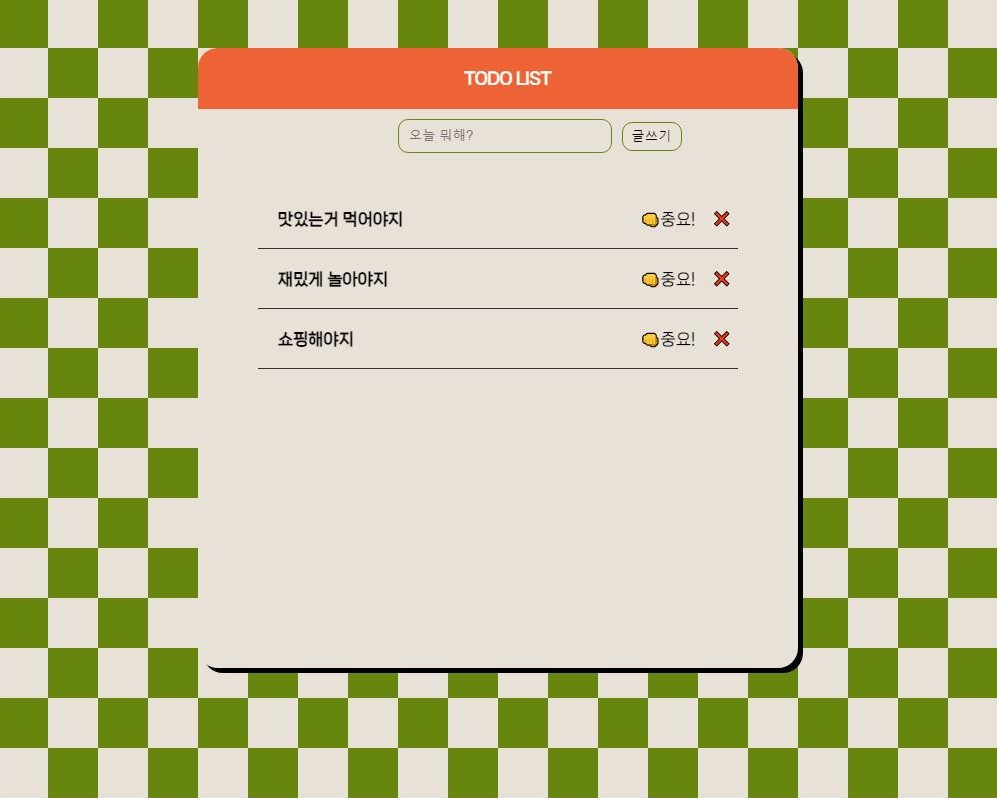 TODO LIST
오늘 뭐해? 글쓰기
맛있는거 먹어야지 👊중요! ❌
재밌게 놀아야지 👊중요! ❌
쇼핑해야지 👊중요! ❌